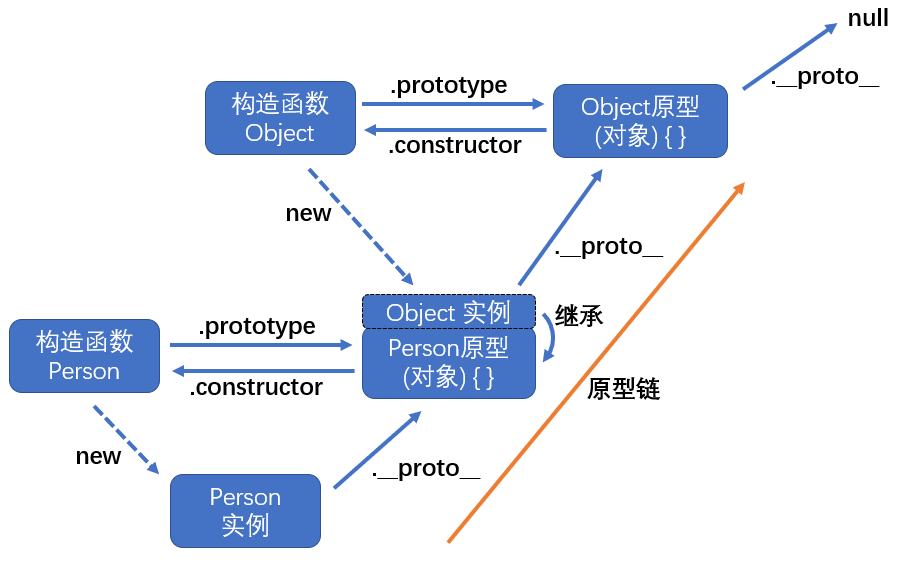 null
.__proto__
构造函数
Object
.prototype
.constructor
Object原型
(对象) { }
new
.__proto__
Object 实例
继承
构造函数
Person
.prototype
.constructor
Person原型
(对象) { }
原型链
new
.__proto__
Person
实例